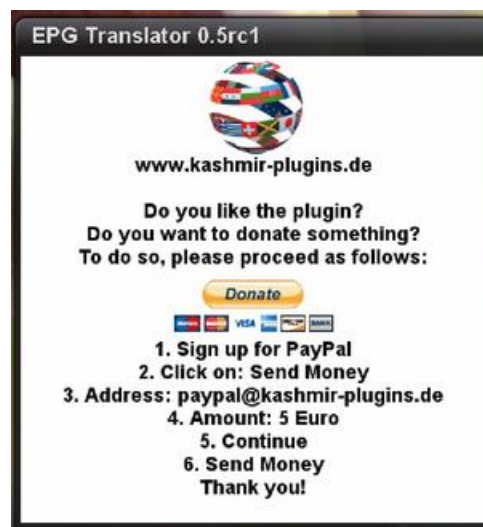 EPG Translator 0.5rc1
www.kashmir-plugins.de
Do you like the plugin?
Do you want to donate something?
To do so, please proceed as follows:
Donate
VISA
1. Sign up for PayPal
2. Click on: Send Money
3. Address: paypal@kashmir-plugins.de
4. Amount: 5 Euro
5. Continue
6. Send Money
Thank you!